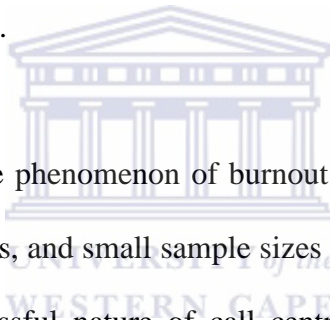 .
e phenomenon of burnout
s, and small sample sizes
UNIVERSITY of the
WESTERN CAPE
ssful nature of call cent